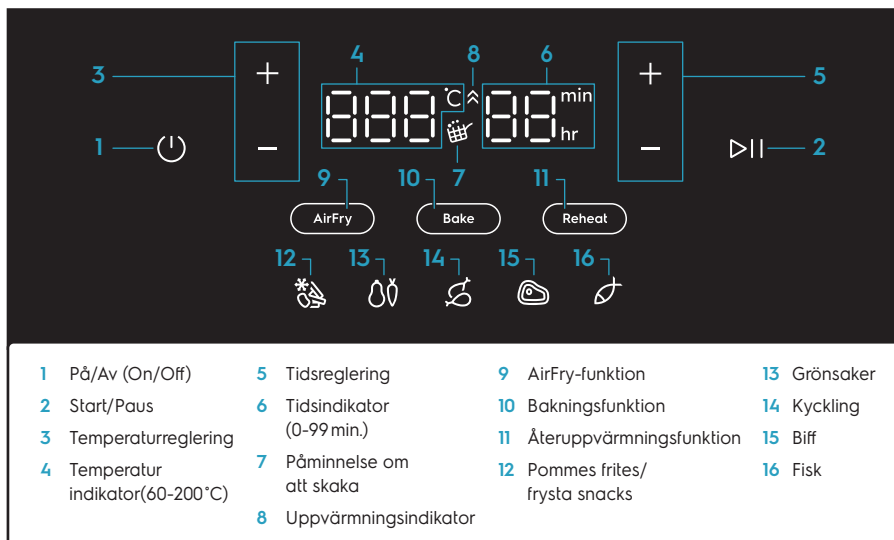 4 8 6
3 + 888 °C 88 min + 5
hr
1 − − 2
9 10 7 11
AirFry Bake Reheat
12 13 14 15 16
1 På/Av (On/Off)
2 Start/Paus
3 Temperaturreglering
4 Temperatur
indikator(60-200˚C)
5 Tidsreglering
6 Tidsindikator
(0-99 min.)
7 Påminnelse om
att skaka
8 Uppvärmningsindikator
9 AirFry-funktion
10 Bakningsfunktion
11 Återuppvärmningsfunktion
12 Pommes frites/
frysta snacks
13 Grönsaker
14 Kyckling
15 Biff
16 Fisk